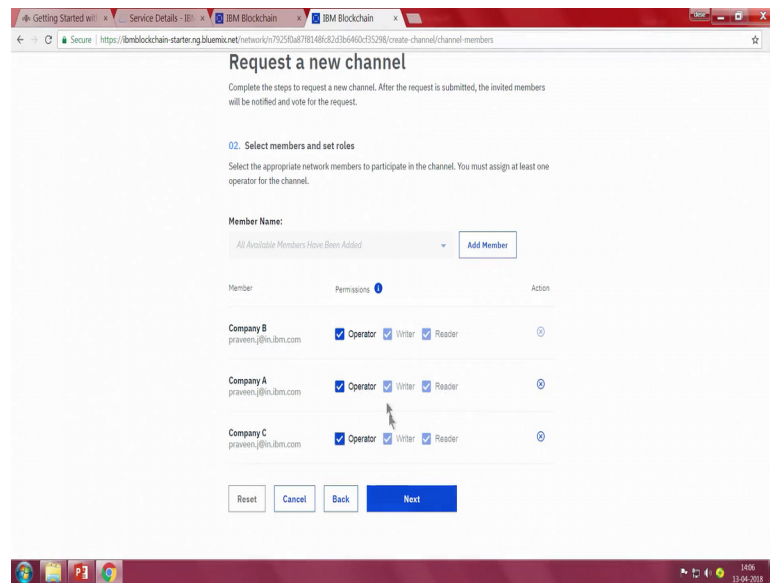 Getting Started wit
Service Details - IB
IBM Blockchain
IBM Blockchain
Secure
https://ibmblockchain-starter.ng.bluemix.net/network/n7925f0a87f8148fc82d3b6460cf35298/create-channel/channel-members
Request a new channel
Complete the steps to request a new channel. After the request is submitted, the invited members
will be notified and vote for the request.
02. Select members and set roles
Select the appropriate network members to participate in the channel. You must assign at least one
operator for the channel.
Member Name:
All Available Members Have Been Added
Add Member
Member Permissions Action
Company B
praveen.j@in.ibm.com
Operator Writer Reader
Company A
praveen.j@in.ibm.com
Operator Writer Reader
Company C
praveen.j@in.ibm.com
Operator Writer Reader
Reset Cancel Back Next
14:06
13-04-2018